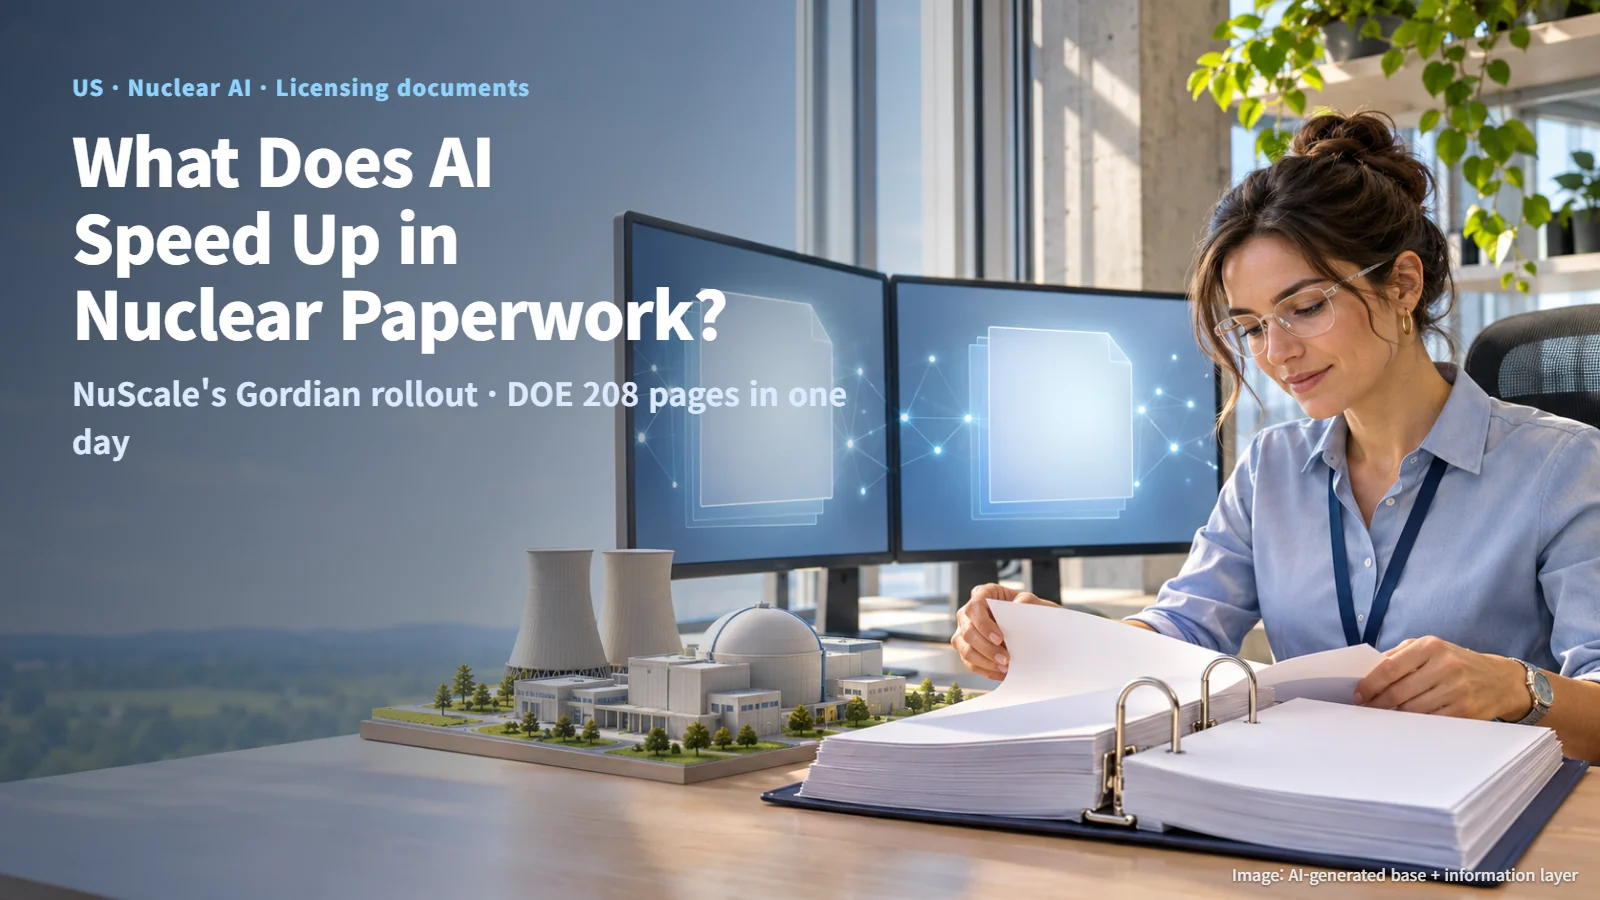 US · Nuclear AI · Licensing documents
What Does AI
Speed Up in
Nuclear Paperwork?
NuScale's Gordian rollout · DOE 208 pages in one
day
Image: AI-generated base + information layer